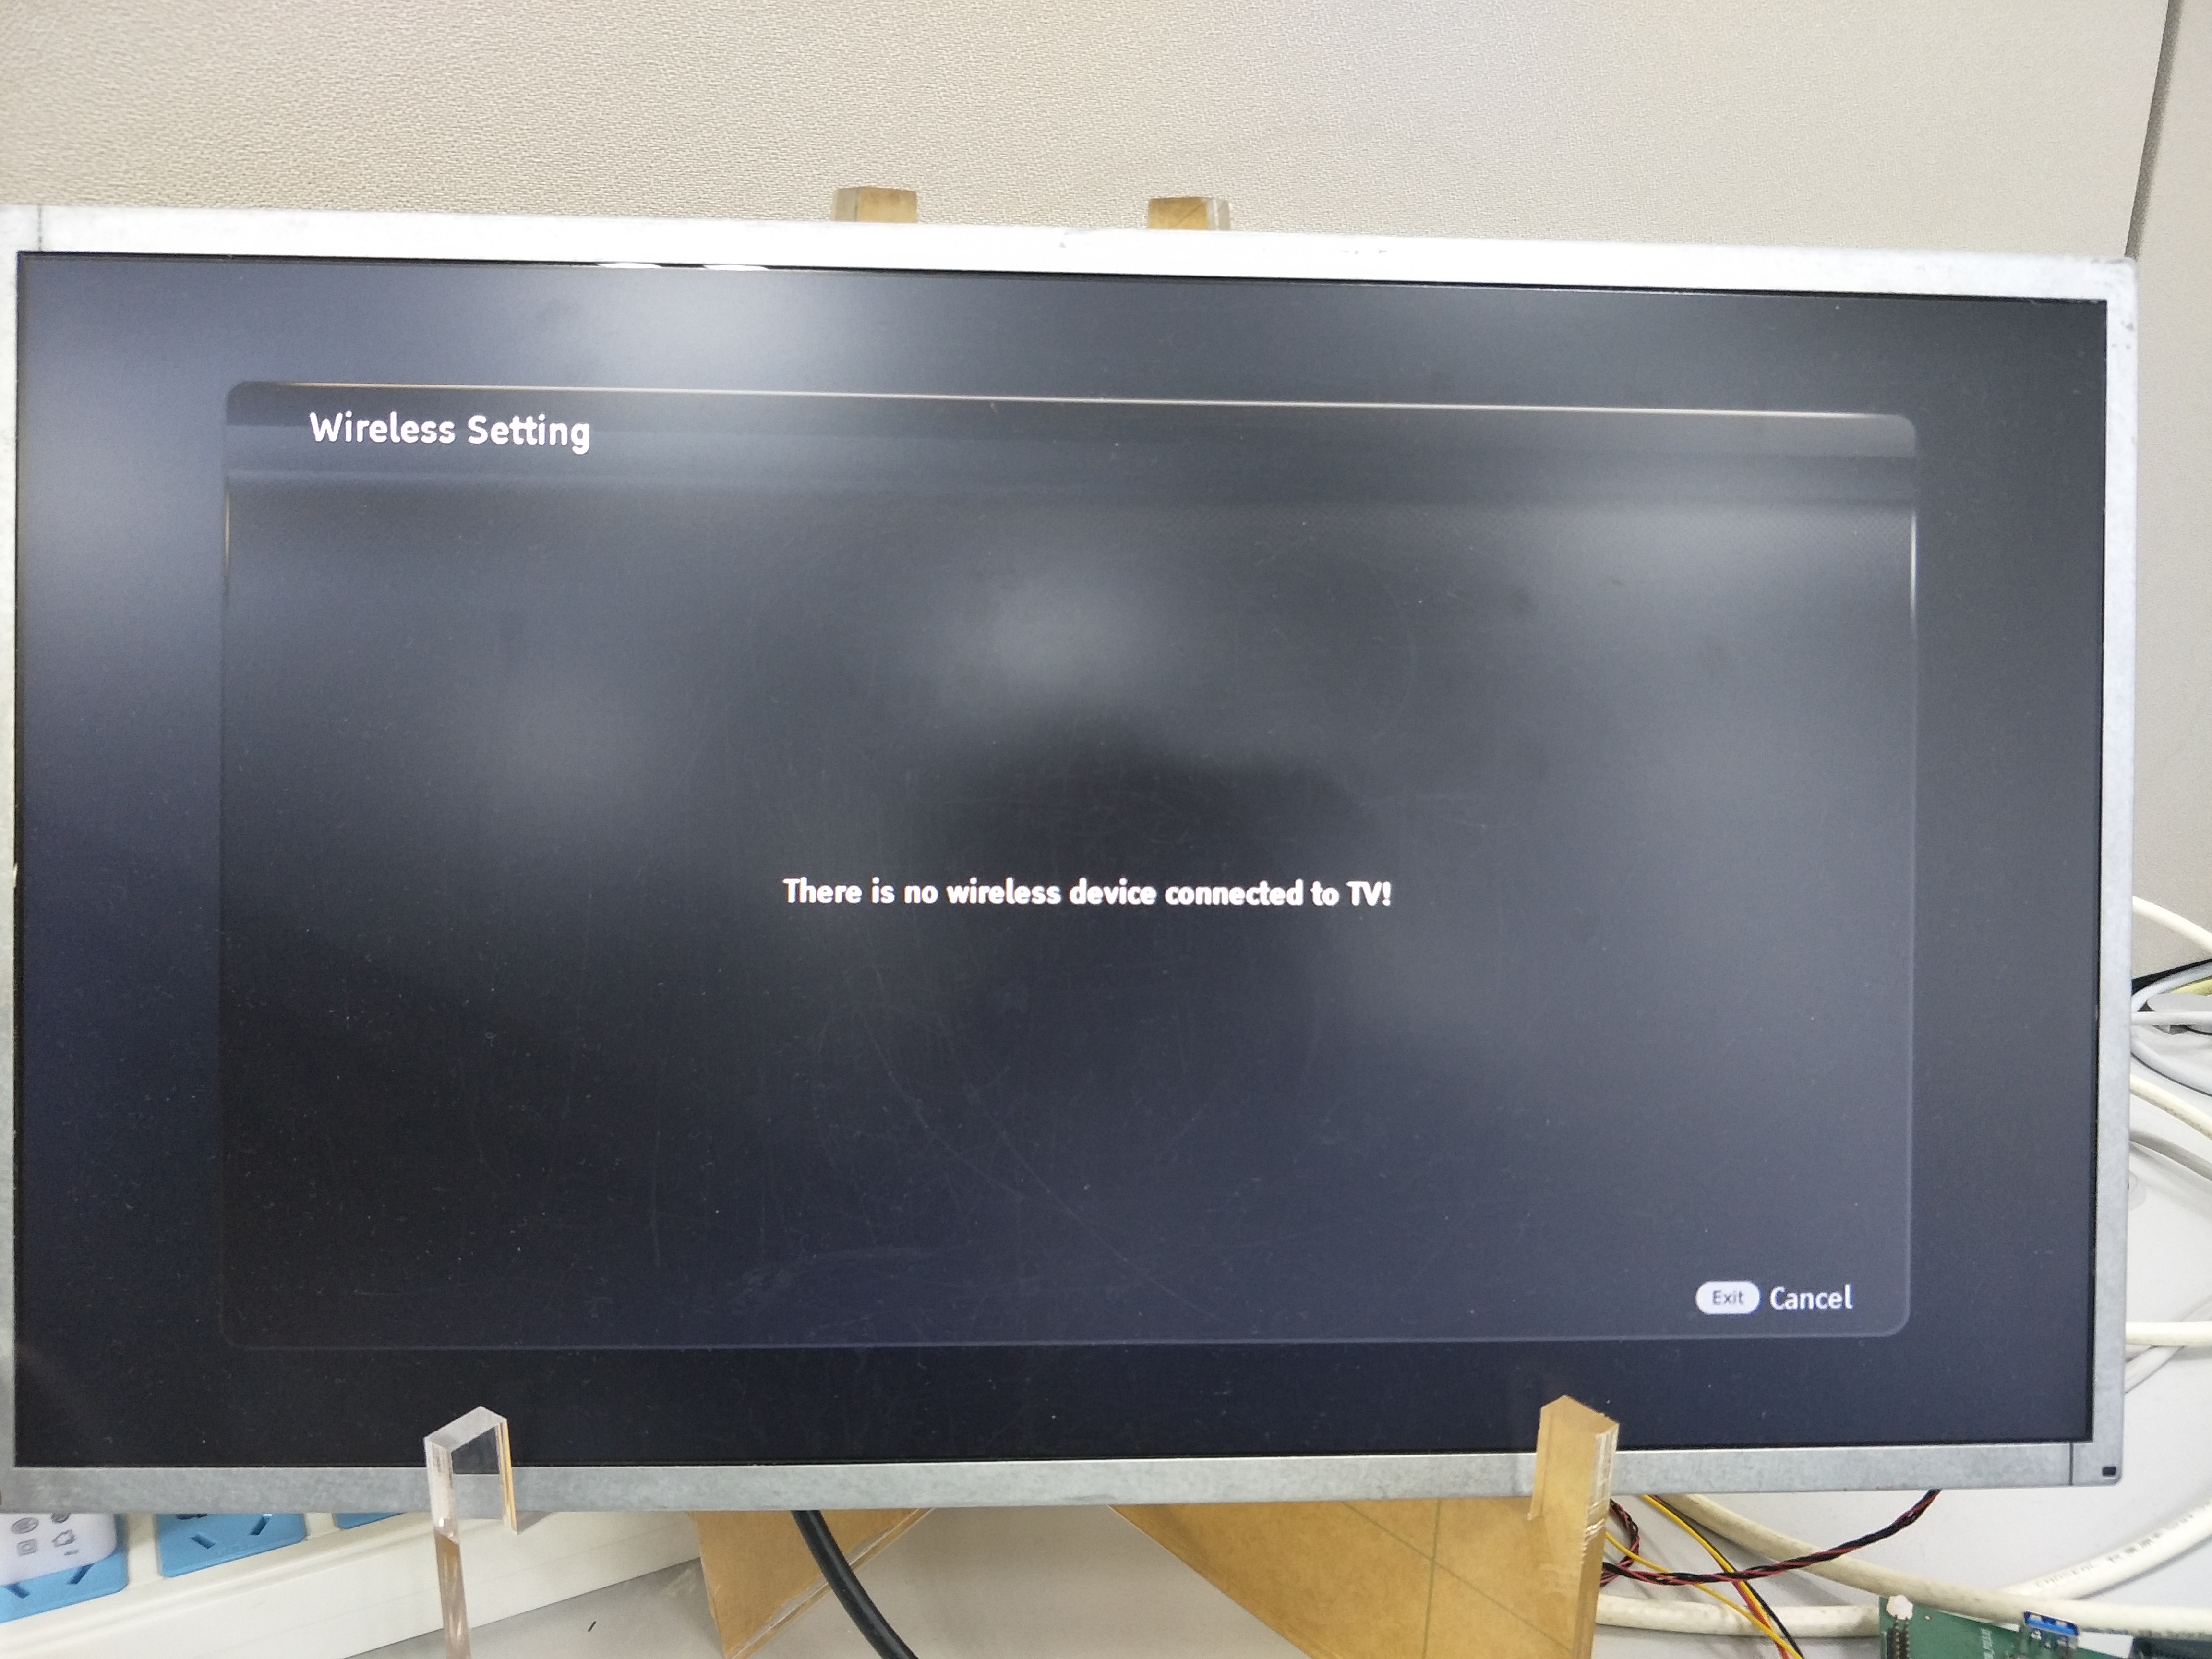 Wireless Setting
There is no wireless device connected to TV!
Exit Cancel